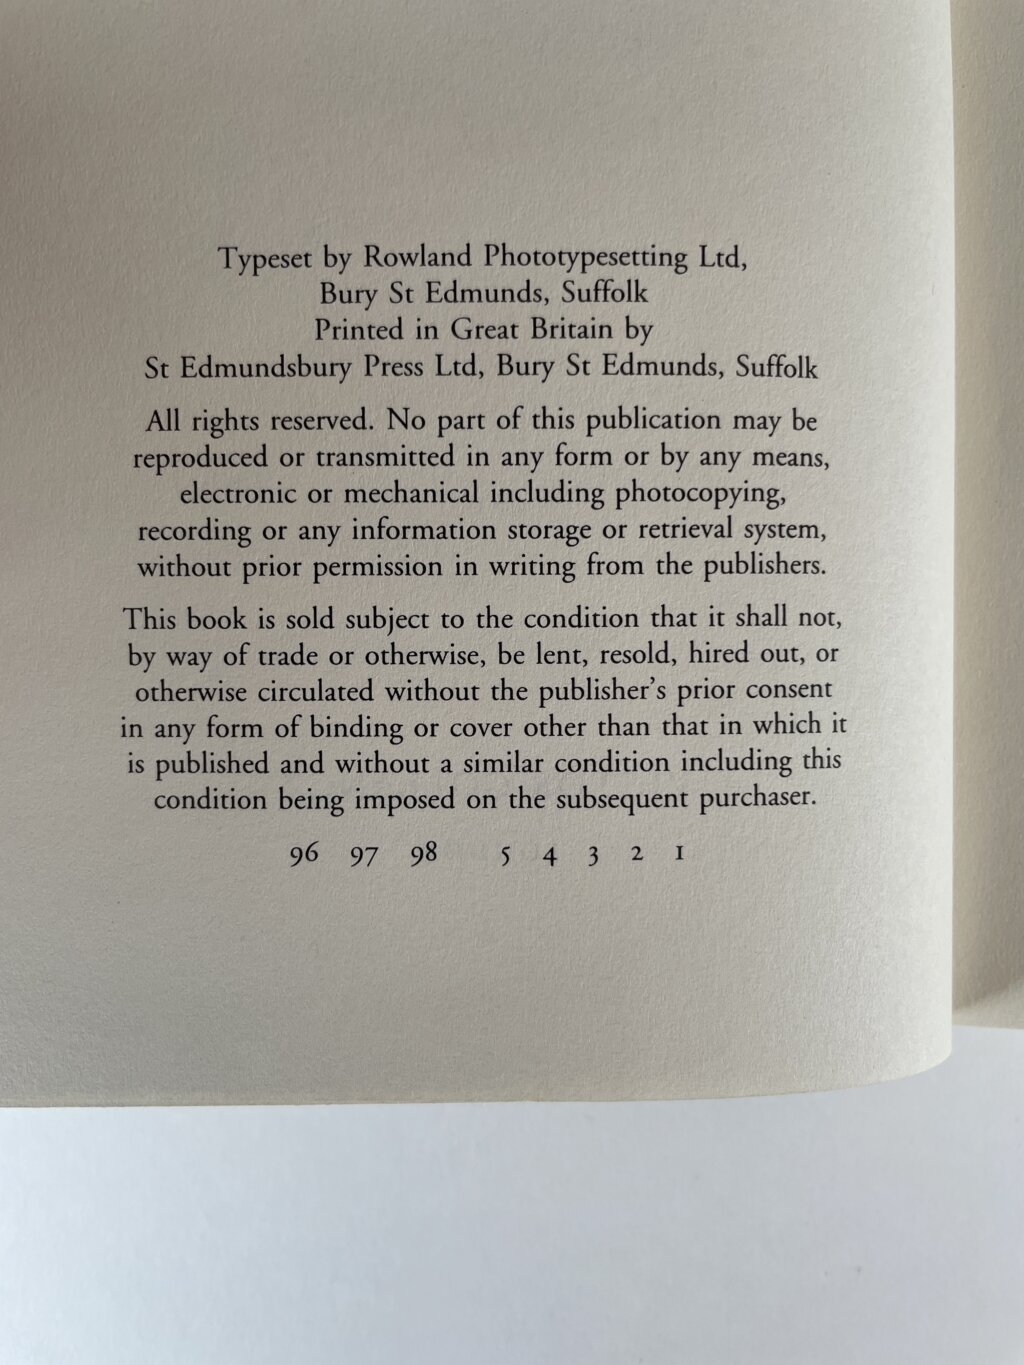 Typeset by Rowland Phototypesetting Ltd,
Bury St Edmunds, Suffolk
Printed in Great Britain by
St Edmundsbury Press Ltd, Bury St Edmunds, Suffolk
All rights reserved. No part of this publication may be
reproduced or transmitted in any form or by any means,
electronic or mechanical including photocopying,
recording or any information storage or retrieval system,
without prior permission in writing from the publishers.
This book is sold subject to the condition that it shall not,
by way of trade or otherwise, be lent, resold, hired out, or
otherwise circulated without the publisher's prior consent
in any form of binding or cover other than that in which it
is published and without a similar condition including this
condition being imposed on the subsequent purchaser.
96 97 98 5 4 3 2 1